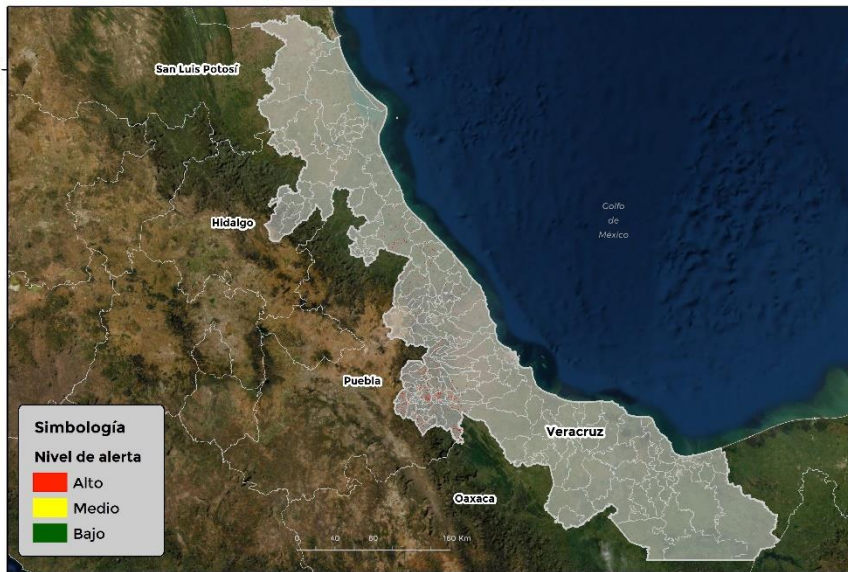 San Luis Potosí
Hidalgo
Golfo
de
México
Puebla
Veracruz
Oaxaca
Simbología
Nivel de alerta
Alto
Medio
Bajo
0 40 80 160 Km